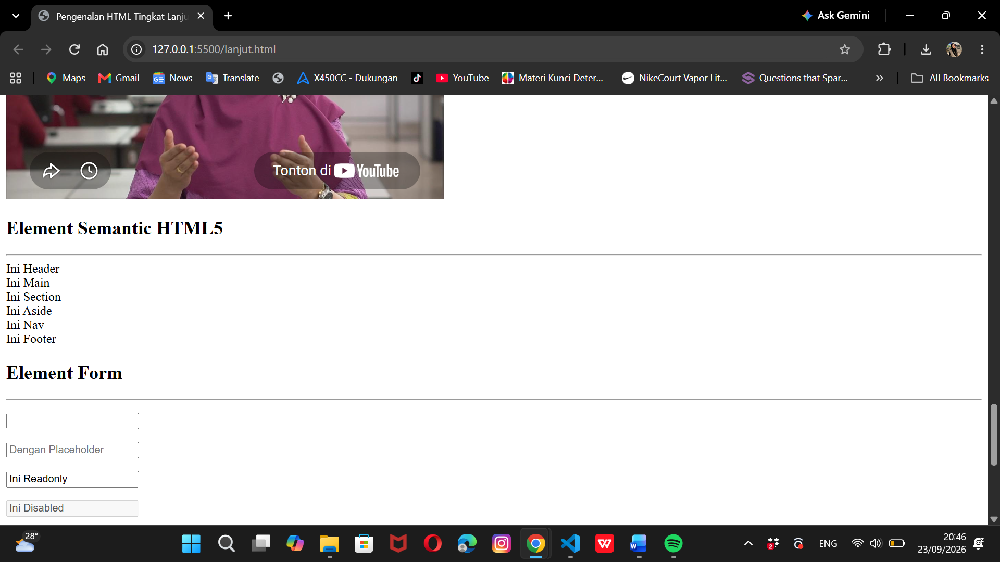 Pengenalan HTML Tingkat Lanju
Ask Gemini
127.0.0.1:5500/lanjut.html
Maps
Gmail
News
Translate
X450CC - Dukungan
YouTube
Materi Kunci Deter...
NikeCourt Vapor Lit...
Questions that Spar...
All Bookmarks
Tonton di YouTube
Element Semantic HTML5
Ini Header
Ini Main
Ini Section
Ini Aside
Ini Nav
Ini Footer
Element Form
Dengan Placeholder
Ini Readonly
Ini Disabled
28°
ENG
20:46
23/09/2026